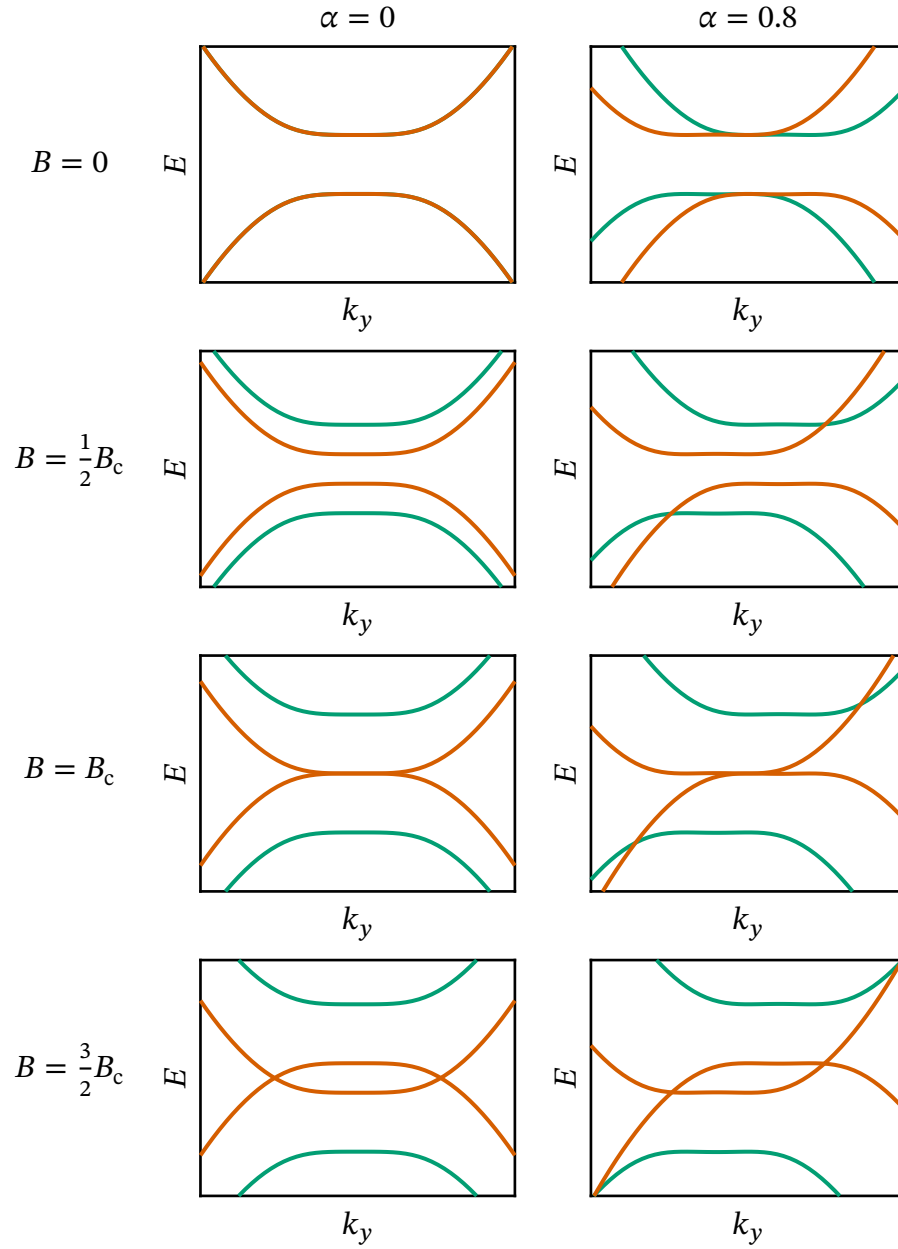 α = 0
α = 0.8
B = 0
E
k_y
k_y
B = 1/2 B_c
E
E
k_y
k_y
B = B_c
E
E
k_y
k_y
B = 3/2 B_c
E
E
k_y
k_y